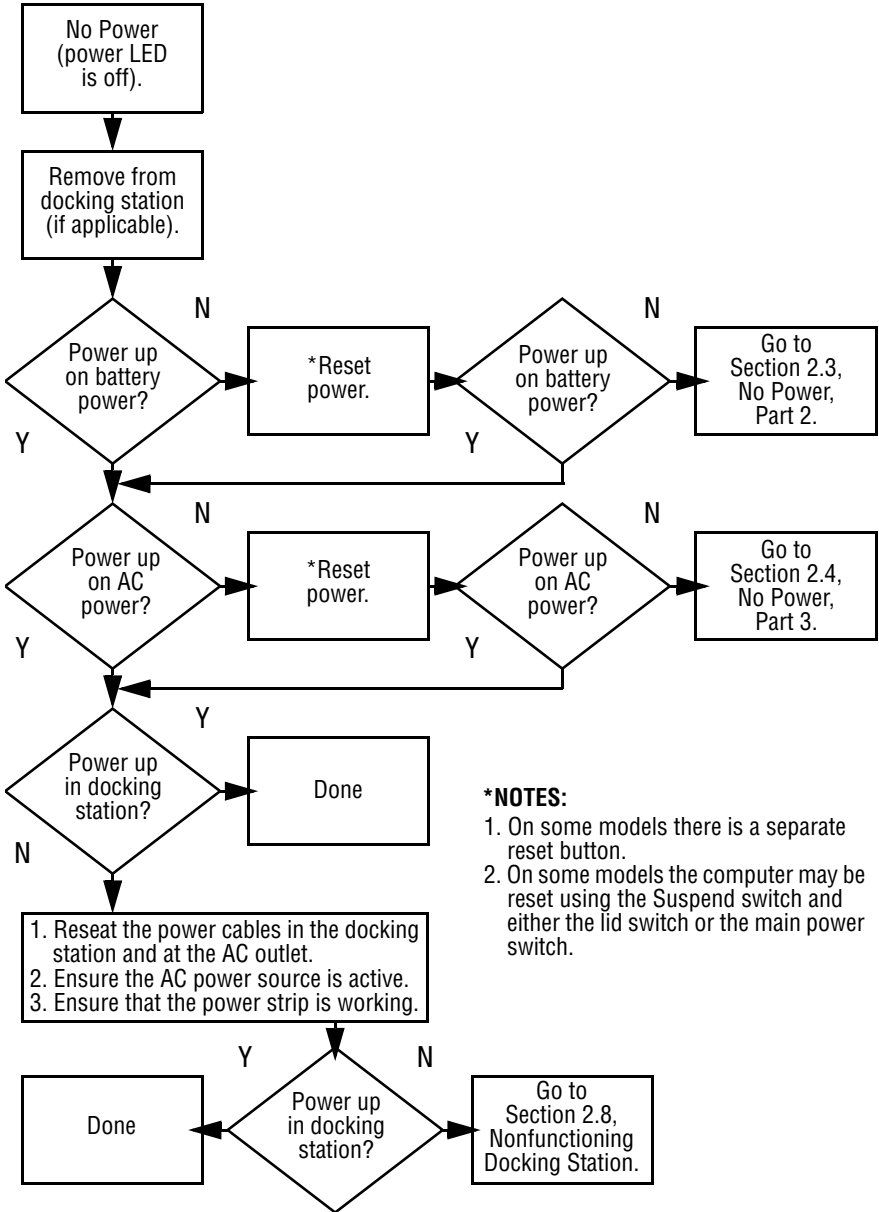 No Power
(power LED
is off).
Remove from
docking station
(if applicable).
N
Power up
on battery
power?
Y
*Reset
power.
N
Power up
on battery
power?
Y
Go to
Section 2.3,
No Power,
Part 2.
N
Power up
on AC
power?
Y
*Reset
power.
N
Power up
on AC
power?
Y
Go to
Section 2.4,
No Power,
Part 3.
Y
Power up
in docking
station?
N
Done
*NOTES:
1. On some models there is a separate
reset button.
2. On some models the computer may be
reset using the Suspend switch and
either the lid switch or the main power
switch.
1. Reseat the power cables in the docking
station and at the AC outlet.
2. Ensure the AC power source is active.
3. Ensure that the power strip is working.
Y
N
Done
Power up
in docking
station?
Go to
Section 2.8,
Nonfunctioning
Docking Station.